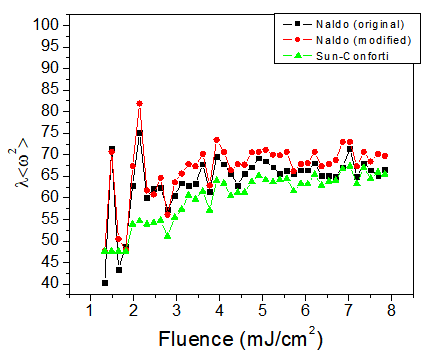 Naldo (original)
Naldo (modified)
Sun-Conforti
100
95
90
85
80
75
70
65
60
55
50
45
40
λ<ω²>
1 2 3 4 5 6 7 8
Fluence (mJ/cm²)